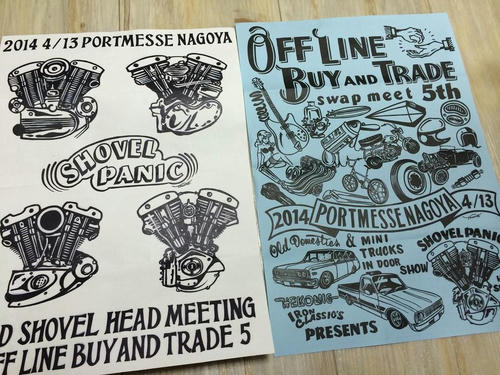 2014 4/13 PORTMESSE NAGOYA
SHOVEL
PANIC
D SHOVEL HEAD MEETING
FF LINE BUY AND TRADE 5
OFF LINE
BUY AND TRADE
swap meet 5th
2014 PORTMESSE NAGOYA 4/13
Old Domestics & MINI
TRUCKS
IN DOOR
SHOW
SHOVEL PANIC
IRON
CLASSIC'S
PRESENTS